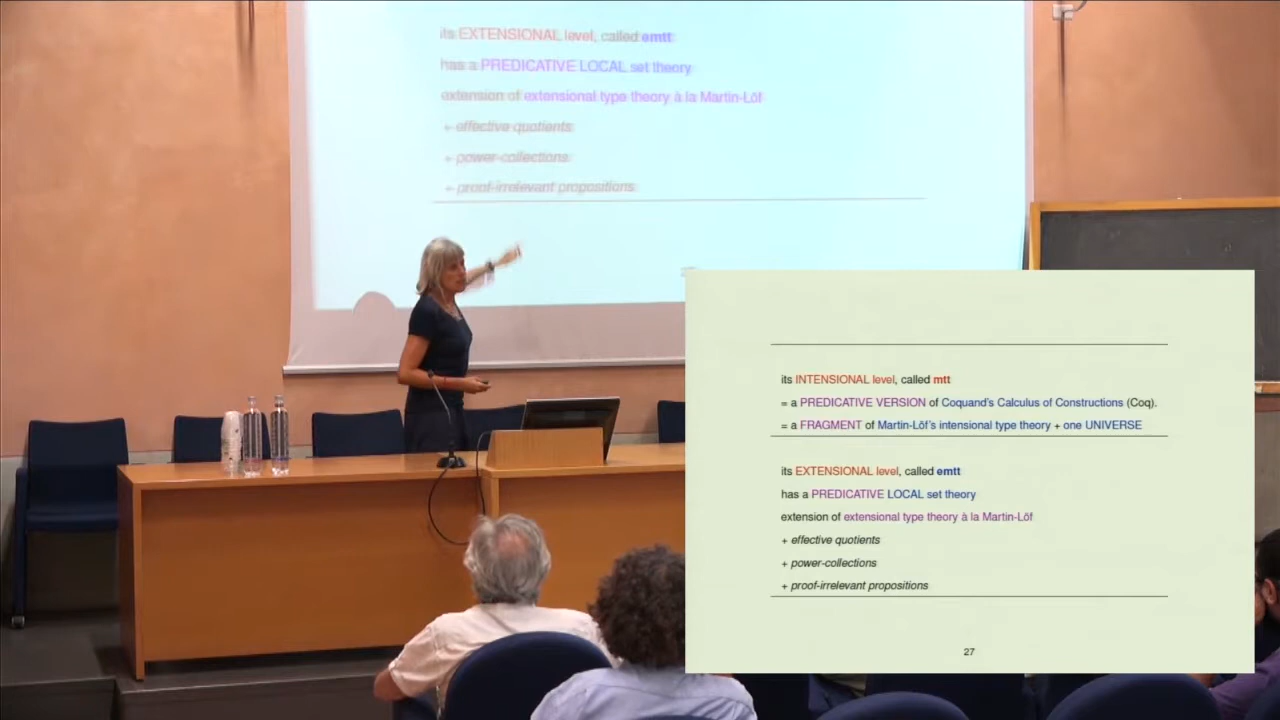 its EXTENSIONAL level, called emtt
has a PREDICATIVE LOCAL set theory
extension of extensional type theory à la Martin-Löf
+ effective quotients
+ power-collections
+ proof-irrelevant propositions
its INTENSIONAL level, called mtt
= a PREDICATIVE VERSION of Coquand's Calculus of Constructions (Coq).
= a FRAGMENT of Martin-Löf's intensional type theory + one UNIVERSE
its EXTENSIONAL level, called emtt
has a PREDICATIVE LOCAL set theory
extension of extensional type theory à la Martin-Löf
+ effective quotients
+ power-collections
+ proof-irrelevant propositions
27